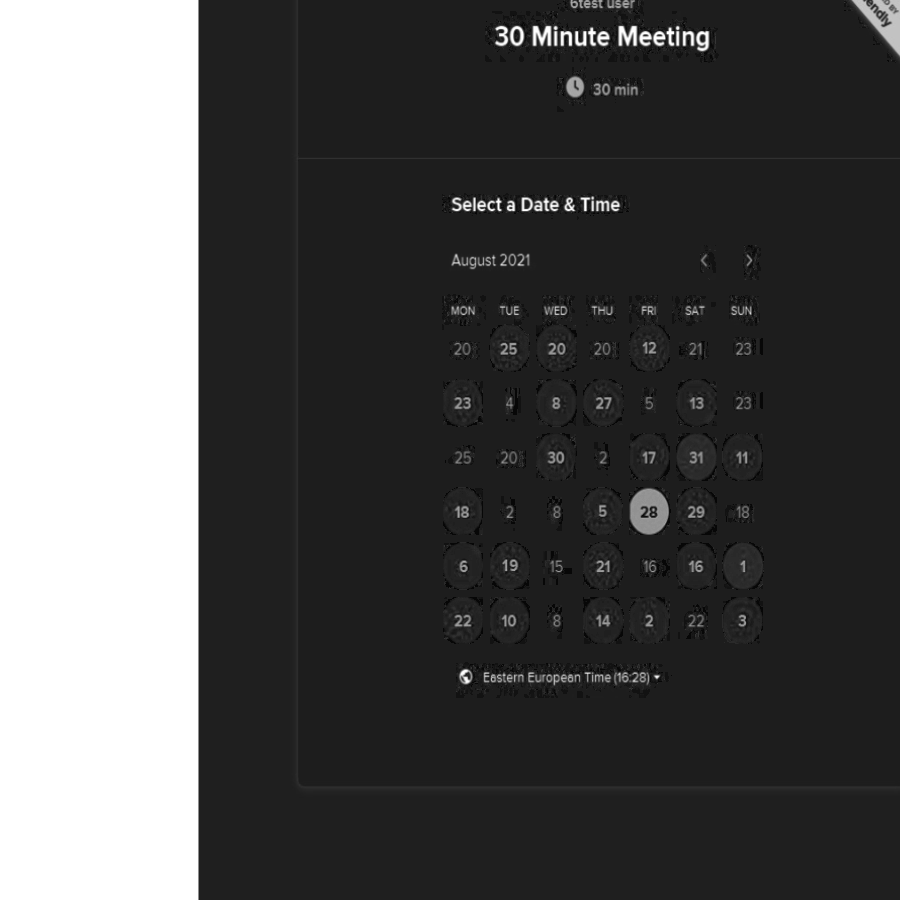 6test user
30 Minute Meeting
30 min
Select a Date & Time
August 2021
MON TUE WED THU FRI SAT SUN
20 25 20 20 12 21 23
23 4 8 27 5 13 23
25 20 30 2 17 31 11
18 2 8 5 28 29 18
6 19 15 21 16 16 1
22 10 8 14 2 22 3
Eastern European Time (16:28)